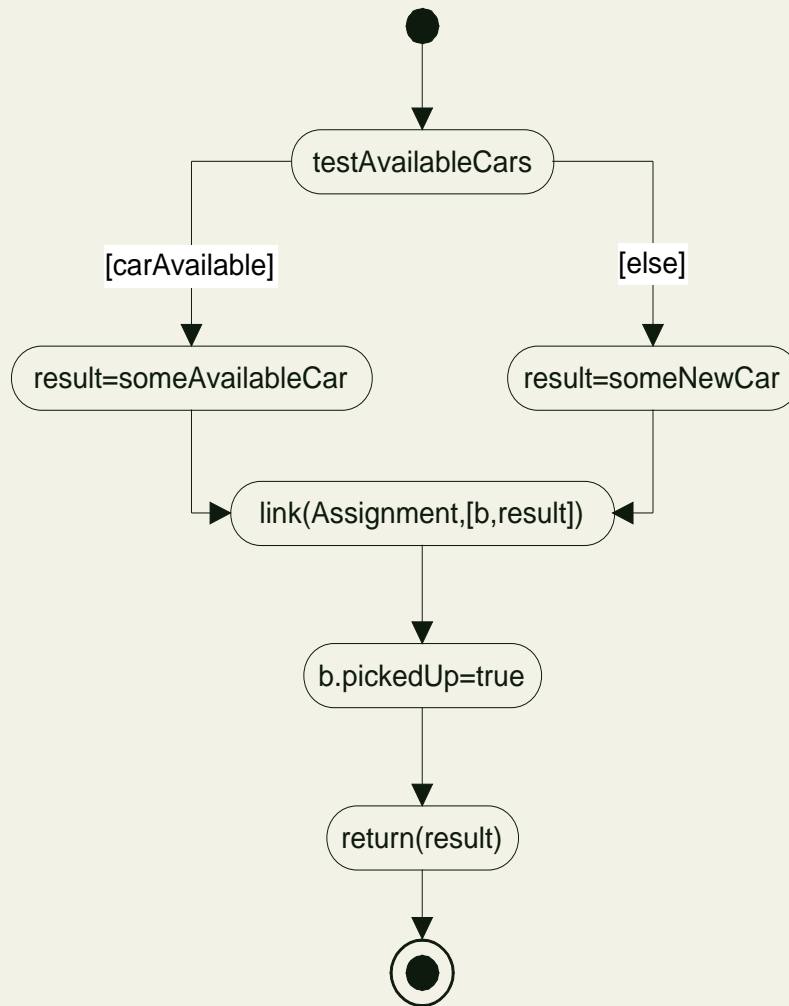 testAvailableCars
[carAvailable]
[else]
result=someAvailableCar
result=someNewCar
link(Assignment,[b,result])
b.pickedUp=true
return(result)